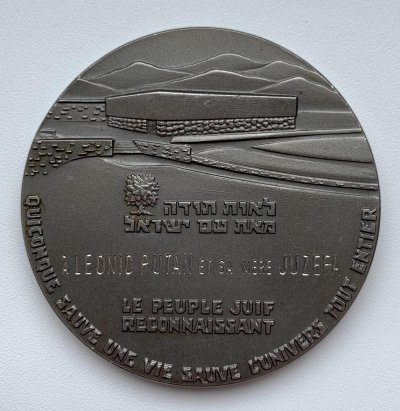 לאות תודה
מאת עם ישראל
A LEONID PUTAN ET SA MERE JUZEFA
LE PEUPLE JUIF
RECONNAISSANT
QUICONQUE SAUVE UNE VIE SAUVE L'UNIVERS TOUT ENTIER